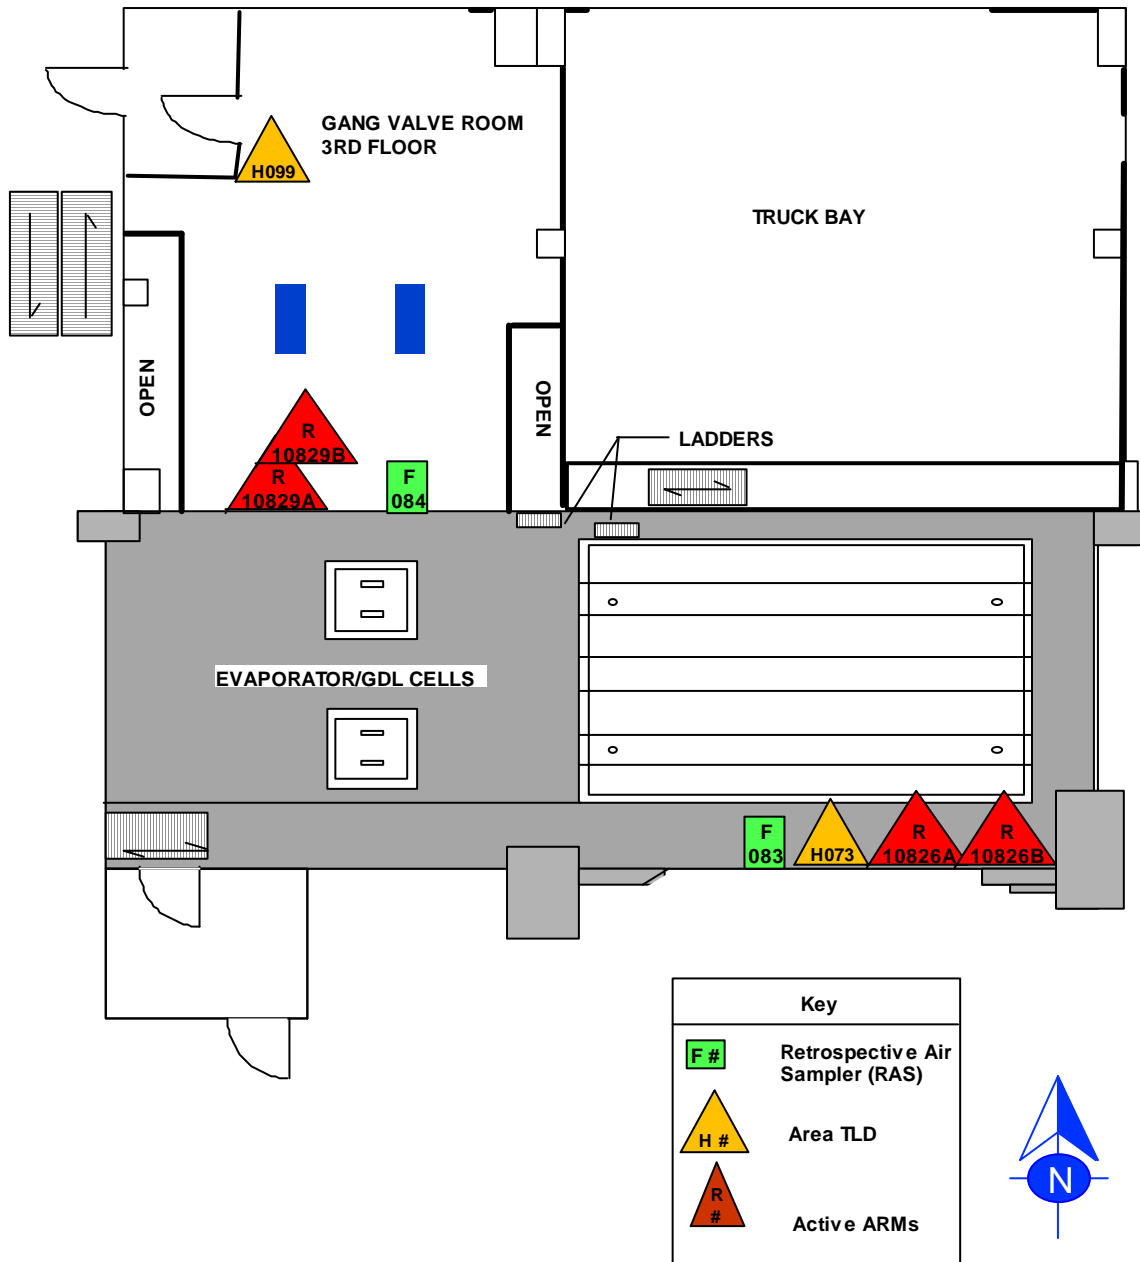 GANG VALVE ROOM
3RD FLOOR
H099
TRUCK BAY
OPEN
OPEN
R
10829B
LADDERS
R
10829A
F
084
EVAPORATOR/GDL CELLS
F
083
H073
R
10826A
R
10826B
Key
F #
Retrospective Air
Sampler (RAS)
H #
Area TLD
R
#
Active ARMs
N